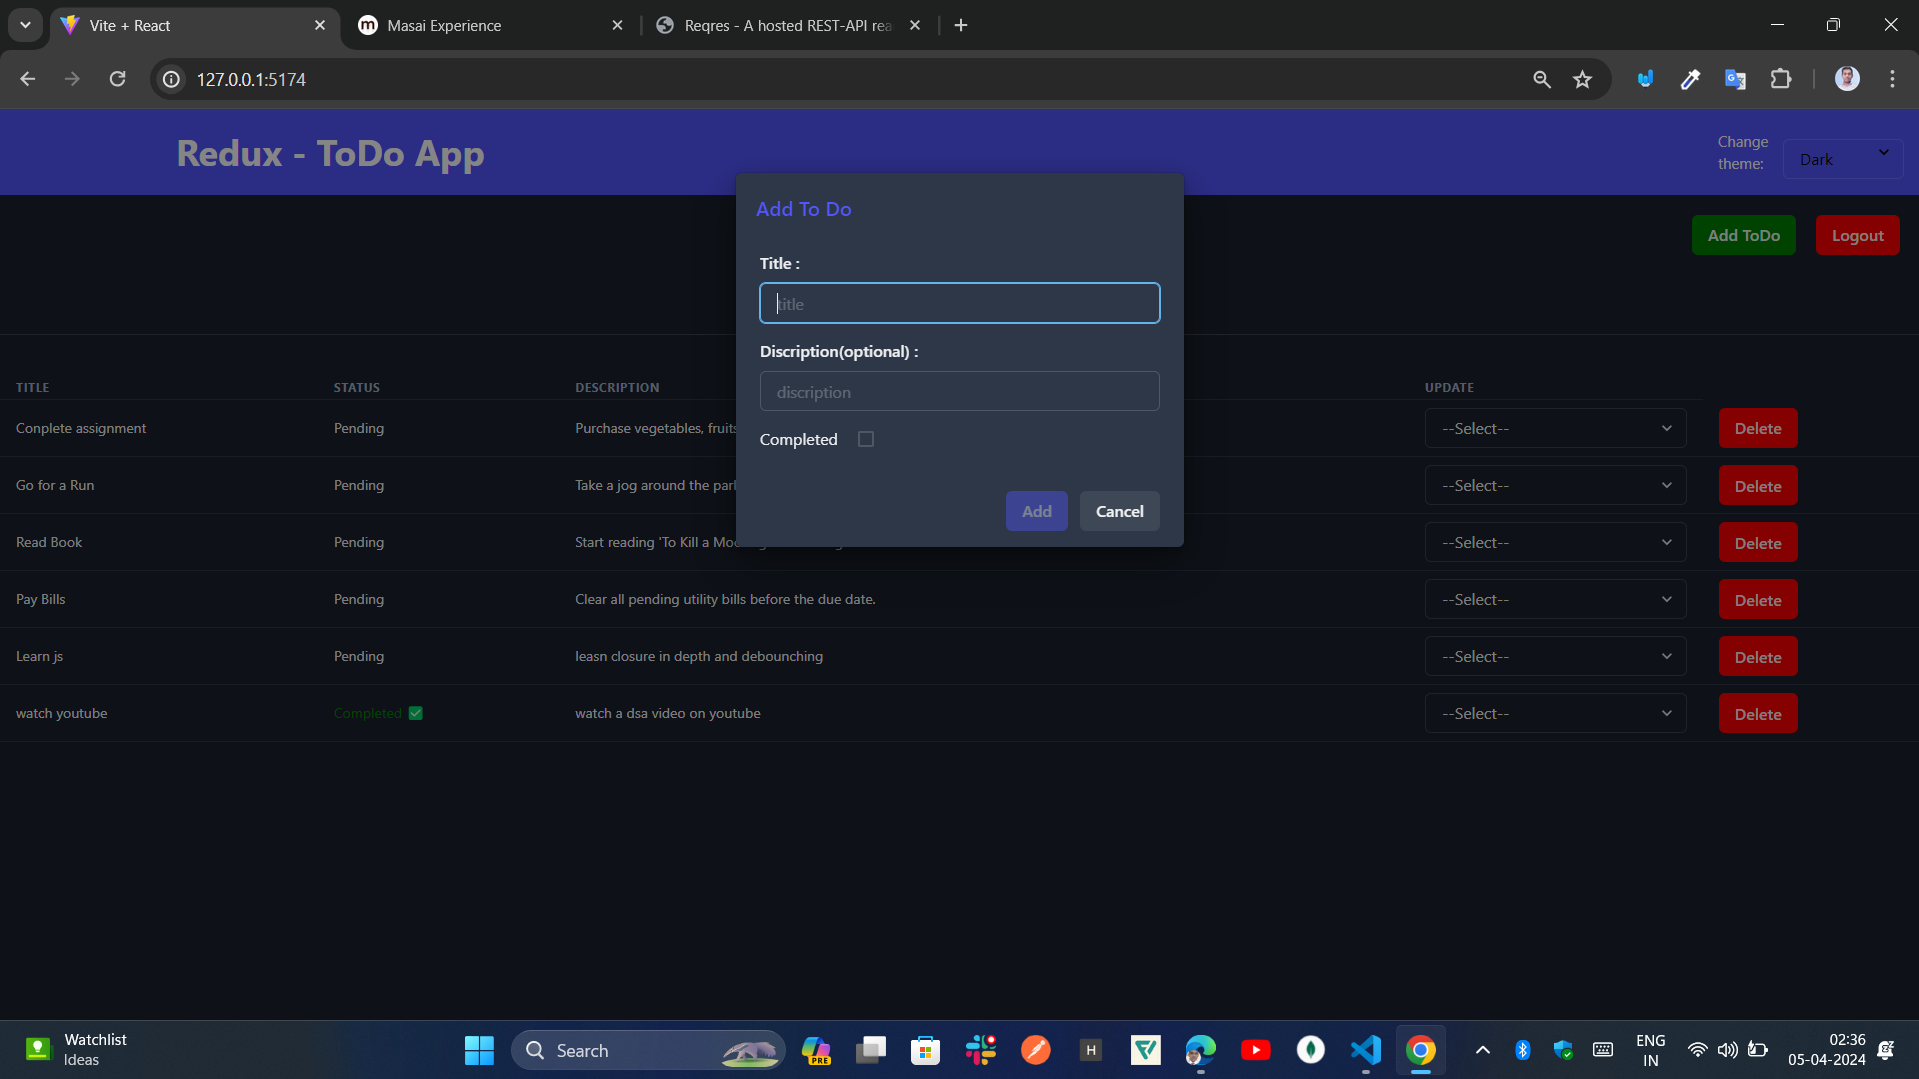 Vite + React
Masai Experience
Reqres - A hosted REST-API rea
127.0.0.1:5174
Redux - ToDo App
Change
theme:
Dark
Add ToDo
Logout
Add To Do
Title :
title
Discription(optional) :
discription
Completed
Add
Cancel
TITLE STATUS DESCRIPTION UPDATE
Conplete assignment Pending Purchase vegetables, fruits --Select-- Delete
Go for a Run Pending Take a jog around the par --Select-- Delete
Read Book Pending Start reading 'To Kill a --Select-- Delete
Pay Bills Pending Clear all pending utility bills before the due date. --Select-- Delete
Learn js Pending leasn closure in depth and debounching --Select-- Delete
watch youtube Completed watch a dsa video on youtube --Select-- Delete
Watchlist
Ideas
Search
PRE
H
ENG
IN
02:36
05-04-2024